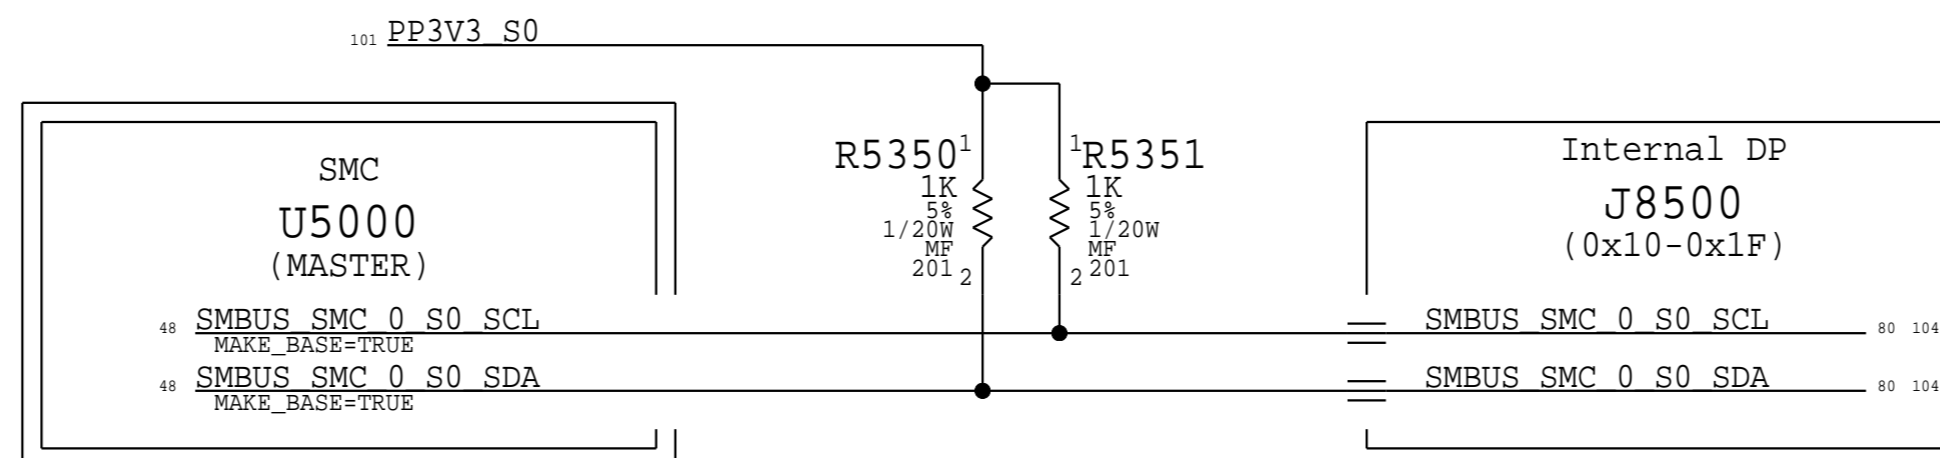 101 PP3V3_S0
SMC
U5000
(MASTER)
48 SMBUS_SMC_0_S0_SCL
MAKE_BASE=TRUE
48 SMBUS_SMC_0_S0_SDA
MAKE_BASE=TRUE
R5350 1
1K
5%
1/20W
MF
201 2
1 R5351
1K
5%
1/20W
MF
2 201
Internal DP
J8500
(0x10-0x1F)
SMBUS_SMC_0_S0_SCL 80 104
SMBUS_SMC_0_S0_SDA 80 104